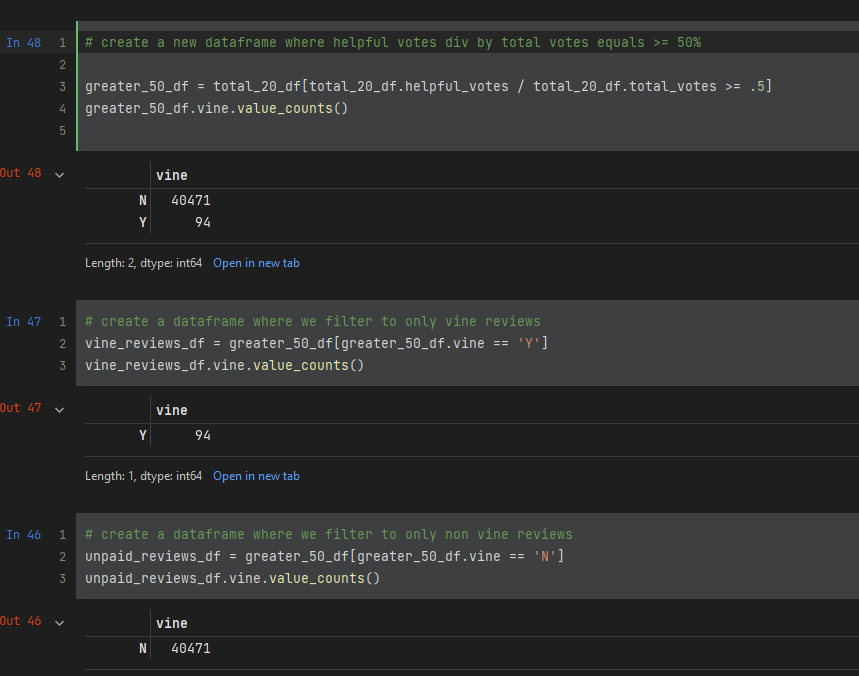 In 48 1 # create a new dataframe where helpful votes div by total votes equals >= 50%
2
3 greater_50_df = total_20_df[total_20_df.helpful_votes / total_20_df.total_votes >= .5]
4 greater_50_df.vine.value_counts()
5
Out 48 vine
N 40471
Y 94
Length: 2, dtype: int64 Open in new tab
In 47 1 # create a dataframe where we filter to only vine reviews
2 vine_reviews_df = greater_50_df[greater_50_df.vine == 'Y']
3 vine_reviews_df.vine.value_counts()
Out 47 vine
Y 94
Length: 1, dtype: int64 Open in new tab
In 46 1 # create a dataframe where we filter to only non vine reviews
2 unpaid_reviews_df = greater_50_df[greater_50_df.vine == 'N']
3 unpaid_reviews_df.vine.value_counts()
Out 46 vine
N 40471